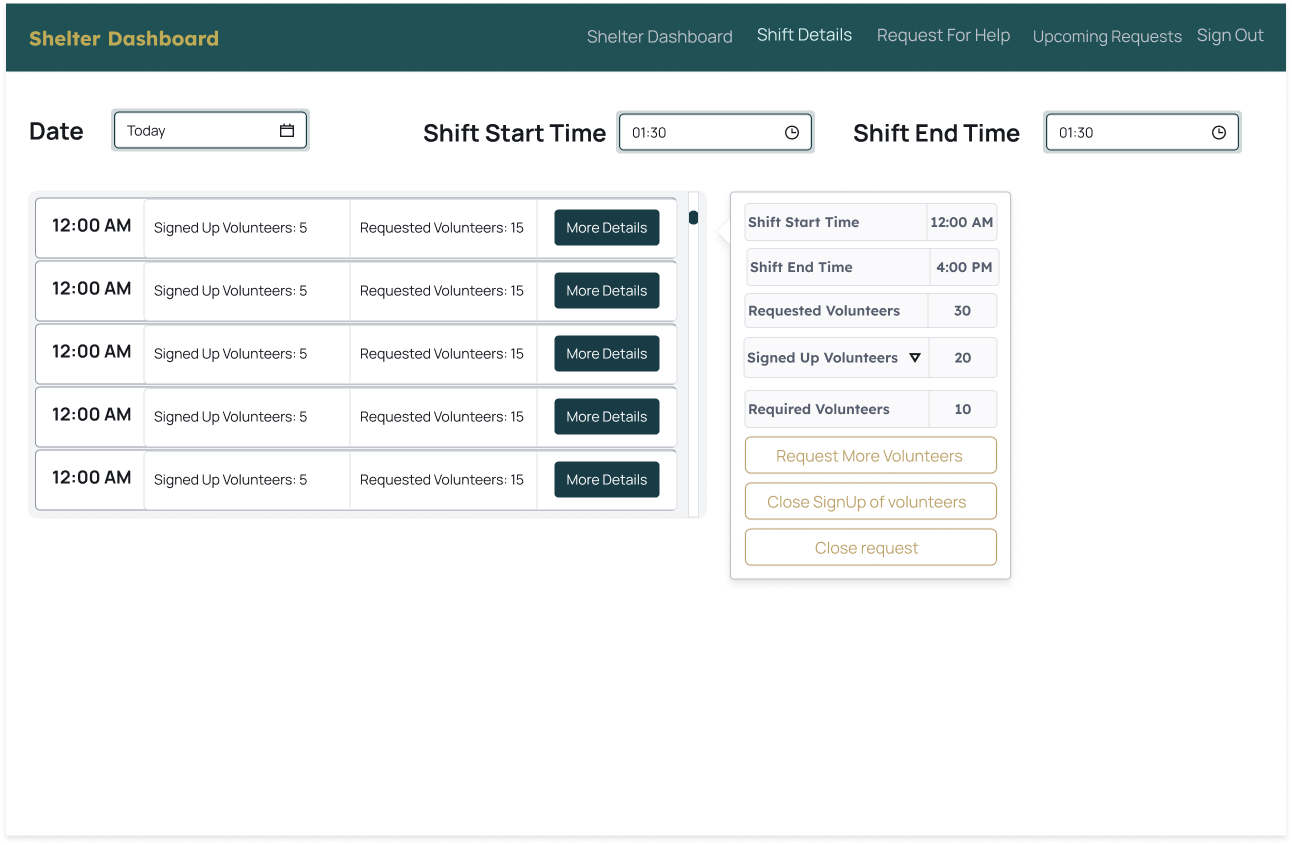 Shelter Dashboard
Shelter Dashboard Shift Details Request For Help Upcoming Requests Sign Out
Date Today Shift Start Time 01:30 Shift End Time 01:30
12:00 AM Signed Up Volunteers: 5 Requested Volunteers: 15 More Details
12:00 AM Signed Up Volunteers: 5 Requested Volunteers: 15 More Details
12:00 AM Signed Up Volunteers: 5 Requested Volunteers: 15 More Details
12:00 AM Signed Up Volunteers: 5 Requested Volunteers: 15 More Details
12:00 AM Signed Up Volunteers: 5 Requested Volunteers: 15 More Details
Shift Start Time 12:00 AM
Shift End Time 4:00 PM
Requested Volunteers 30
Signed Up Volunteers 20
Required Volunteers 10
Request More Volunteers
Close SignUp of volunteers
Close request